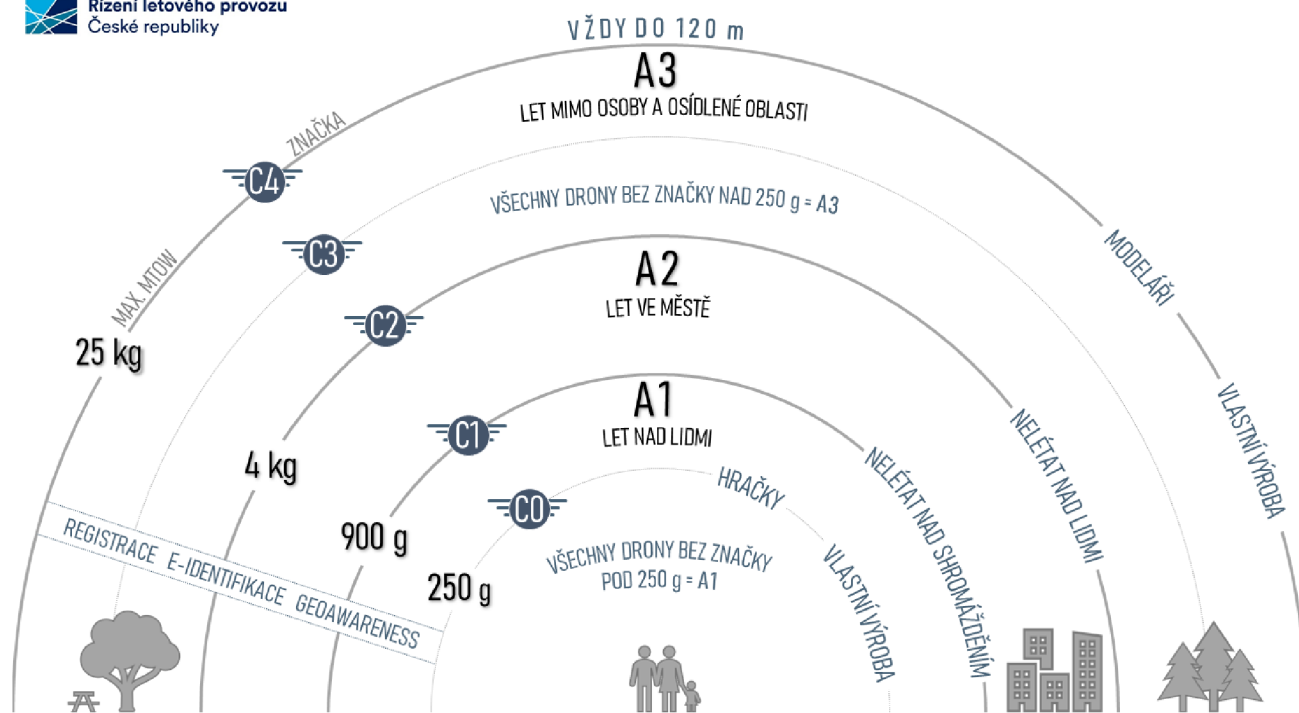 Řízení letového provozu
České republiky
VŽDY DO 120 m
A3
LET MIMO OSOBY A OSÍDLENÉ OBLASTI
ZNAČKA
C4
VŠECHNY DRONY BEZ ZNAČKY NAD 250 g = A3
C3
MODELÁŘI
MAX. MTOW
A2
LET VE MĚSTĚ
C2
25 kg
A1
LET NAD LIDMI
C1
VLASTNÍ VÝROBA
NELÉTAT NAD LIDMI
4 kg
NELÉTAT NAD SHROMÁŽDĚNÍM
HRAČKY
C0
900 g
VŠECHNY DRONY BEZ ZNAČKY
POD 250 g = A1
250 g
VLASTNÍ VÝROBA
REGISTRACE E-IDENTIFIKACE GEOAWARENESS